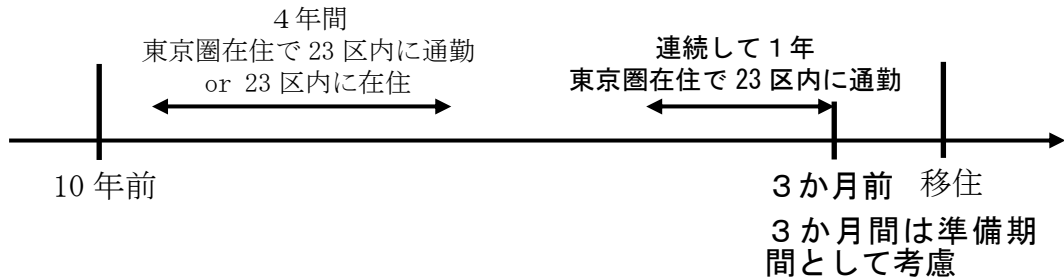 ４年間
東京圏在住で 23 区内に通勤
or 23 区内に在住
連続して１年
東京圏在住で 23 区内に通勤
10 年前
３か月前
移住
３か月間は準備期
間として考慮